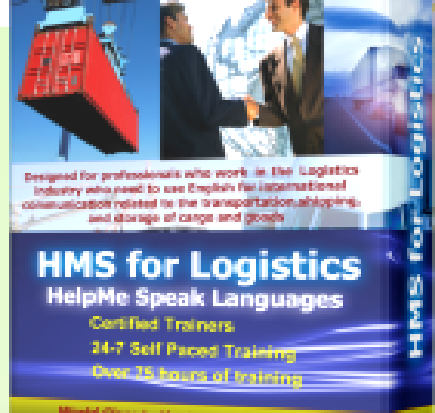 Designed for professionals who work in the Logistics
industry who need to use English for international
communication related to the transportation, shipping,
and storage of cargo and goods
HMS for Logistics
HelpMe Speak Languages
Certified Trainers
24-7 Self Paced Training
Over 75 hours of training
HMS for Logistics